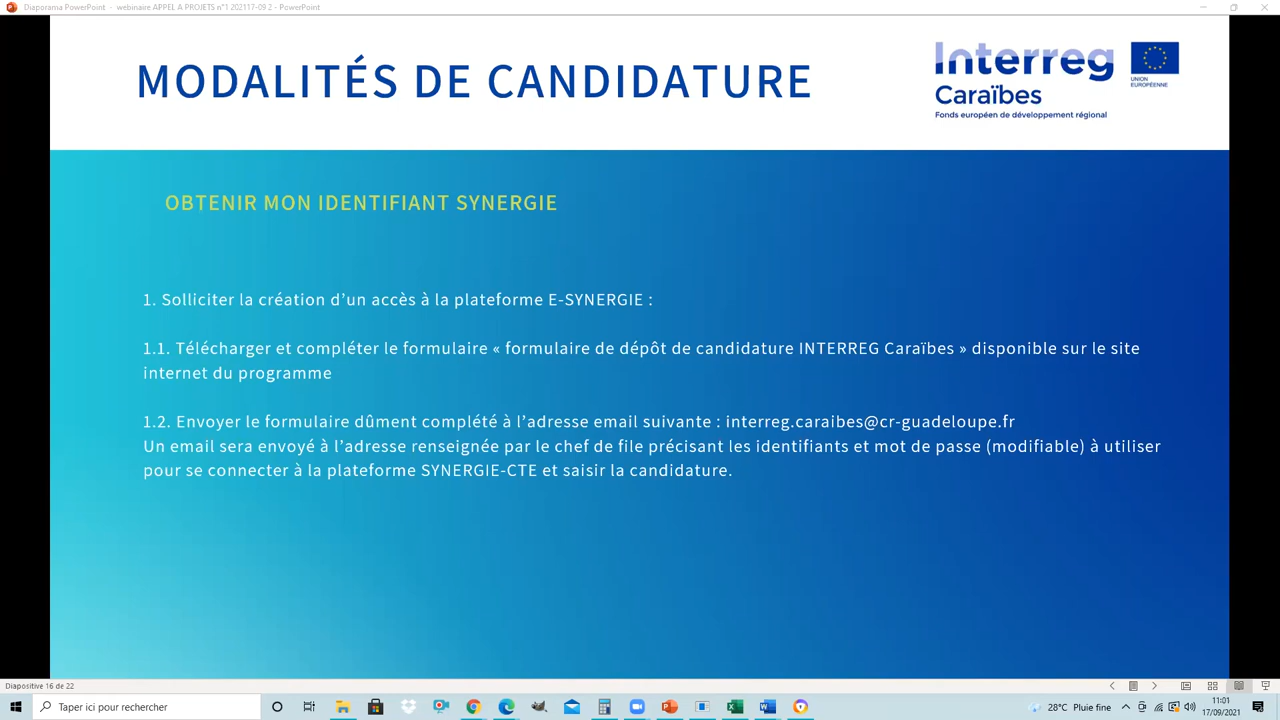 Diaporama PowerPoint - webinaire APPEL A PROJETS n°1 202117-09 2 - PowerPoint
MODALITÉS DE CANDIDATURE
Interreg
Caraïbes
Fonds européen de développement régional
UNION
EUROPÉENNE
OBTENIR MON IDENTIFIANT SYNERGIE
1. Solliciter la création d’un accès à la plateforme E-SYNERGIE :
1.1. Télécharger et compléter le formulaire « formulaire de dépôt de candidature INTERREG Caraïbes » disponible sur le site
internet du programme
1.2. Envoyer le formulaire dûment complété à l’adresse email suivante : interreg.caraibes@cr-guadeloupe.fr
Un email sera envoyé à l’adresse renseignée par le chef de file précisant les identifiants et mot de passe (modifiable) à utiliser
pour se connecter à la plateforme SYNERGIE-CTE et saisir la candidature.
Diapositive 16 de 22
Taper ici pour rechercher
28°C Pluie fine
11:01
17/09/2021